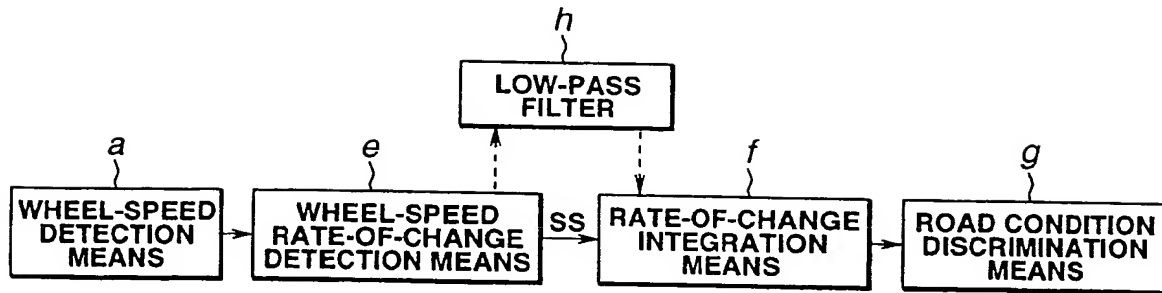 h
LOW-PASS
FILTER
a
WHEEL-SPEED
DETECTION
MEANS
e
WHEEL-SPEED
RATE-OF-CHANGE
DETECTION MEANS
SS
f
RATE-OF-CHANGE
INTEGRATION
MEANS
g
ROAD CONDITION
DISCRIMINATION
MEANS